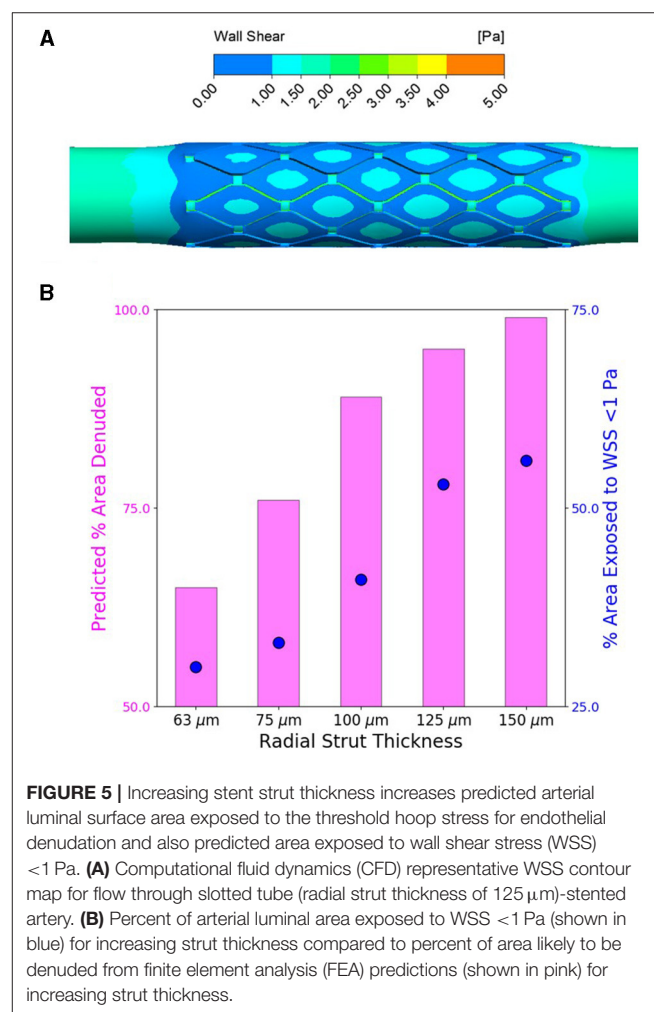 A
Wall Shear [Pa]
0.00 1.00 1.50 2.00 2.50 3.00 3.50 4.00 5.00
B
100.0 75.0
75.0 50.0
50.0 25.0
Predicted % Area Denuded
% Area Exposed to WSS <1 Pa
63 μm 75 μm 100 μm 125 μm 150 μm
Radial Strut Thickness
FIGURE 5 | Increasing stent strut thickness increases predicted arterial
luminal surface area exposed to the threshold hoop stress for endothelial
denudation and also predicted area exposed to wall shear stress (WSS)
<1 Pa. (A) Computational fluid dynamics (CFD) representative WSS contour
map for flow through slotted tube (radial strut thickness of 125 μm)-stented
artery. (B) Percent of arterial luminal area exposed to WSS <1 Pa (shown in
blue) for increasing strut thickness compared to percent of area likely to be
denuded from finite element analysis (FEA) predictions (shown in pink) for
increasing strut thickness.